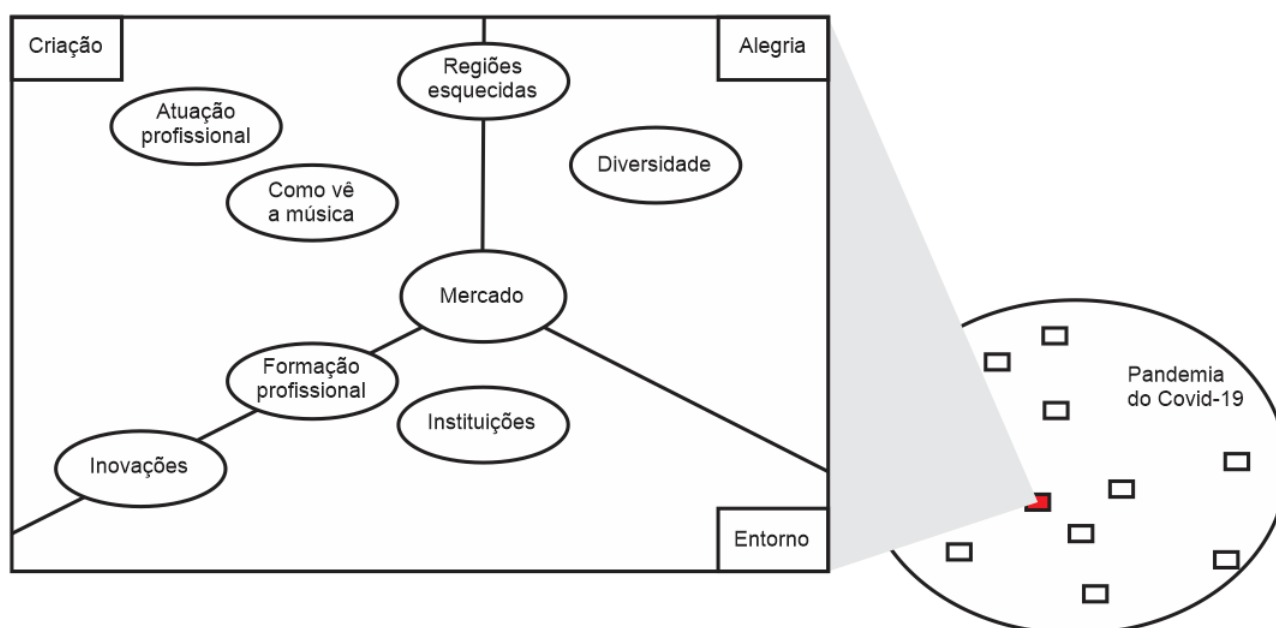 Criação
Regiões
esquecidas
Alegria
Atuação
profissional
Diversidade
Como vê
a música
Mercado
Formação
profissional
Instituições
Inovações
Entorno
Pandemia
do Covid-19